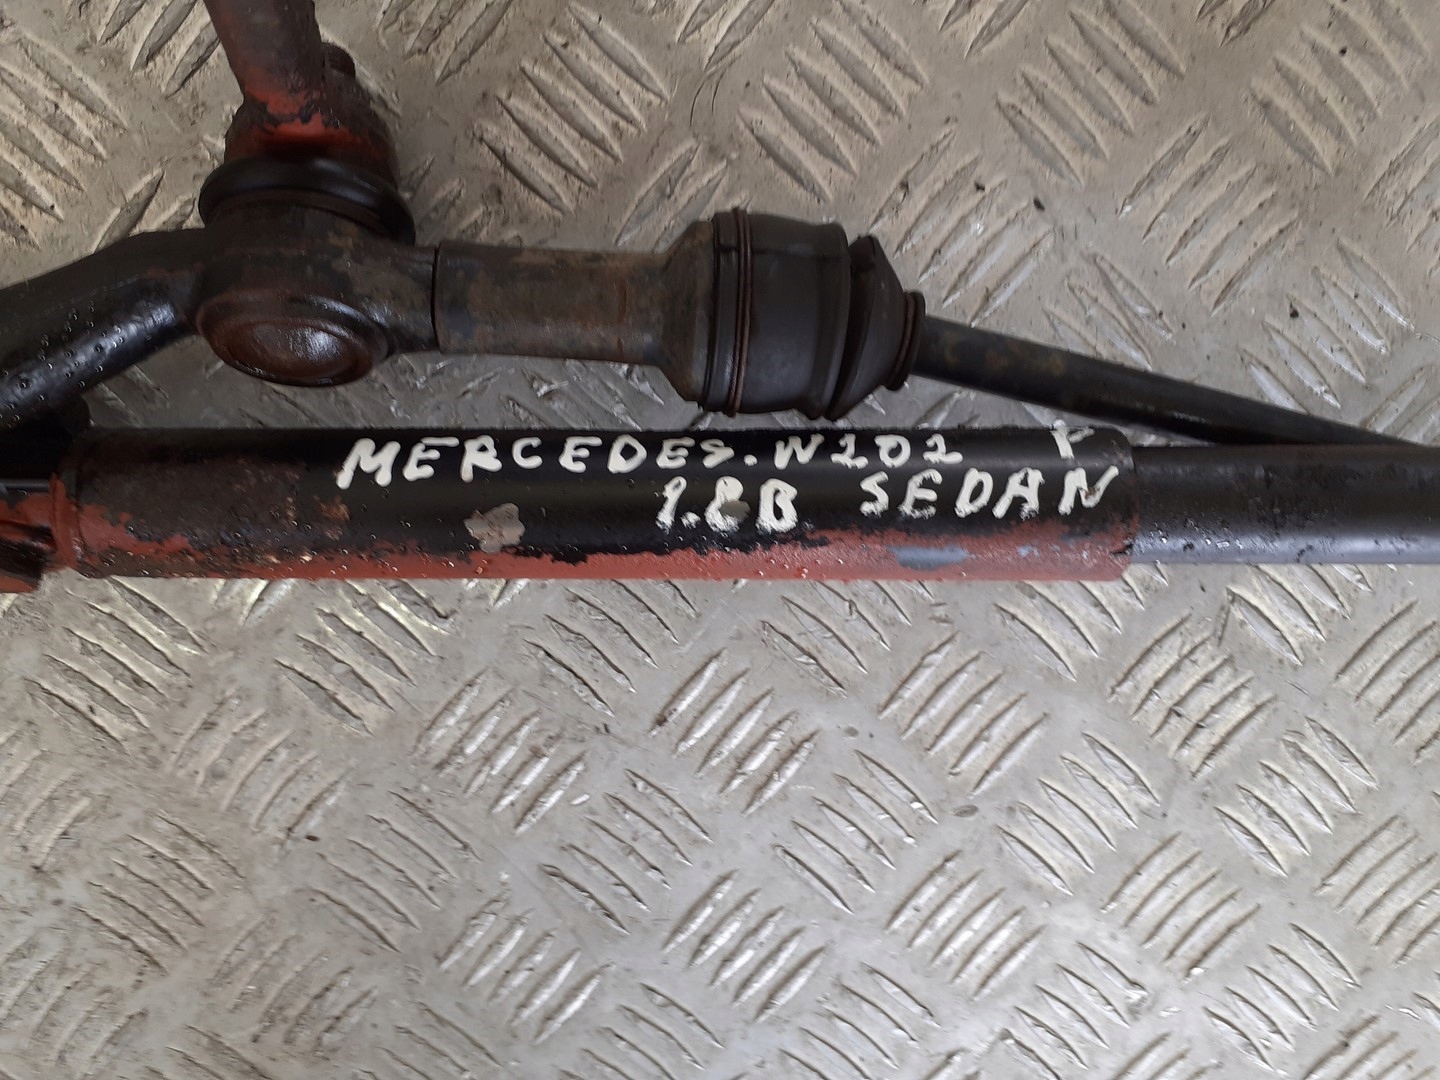 MERCEDES. W202 F
1.8B SEDAN